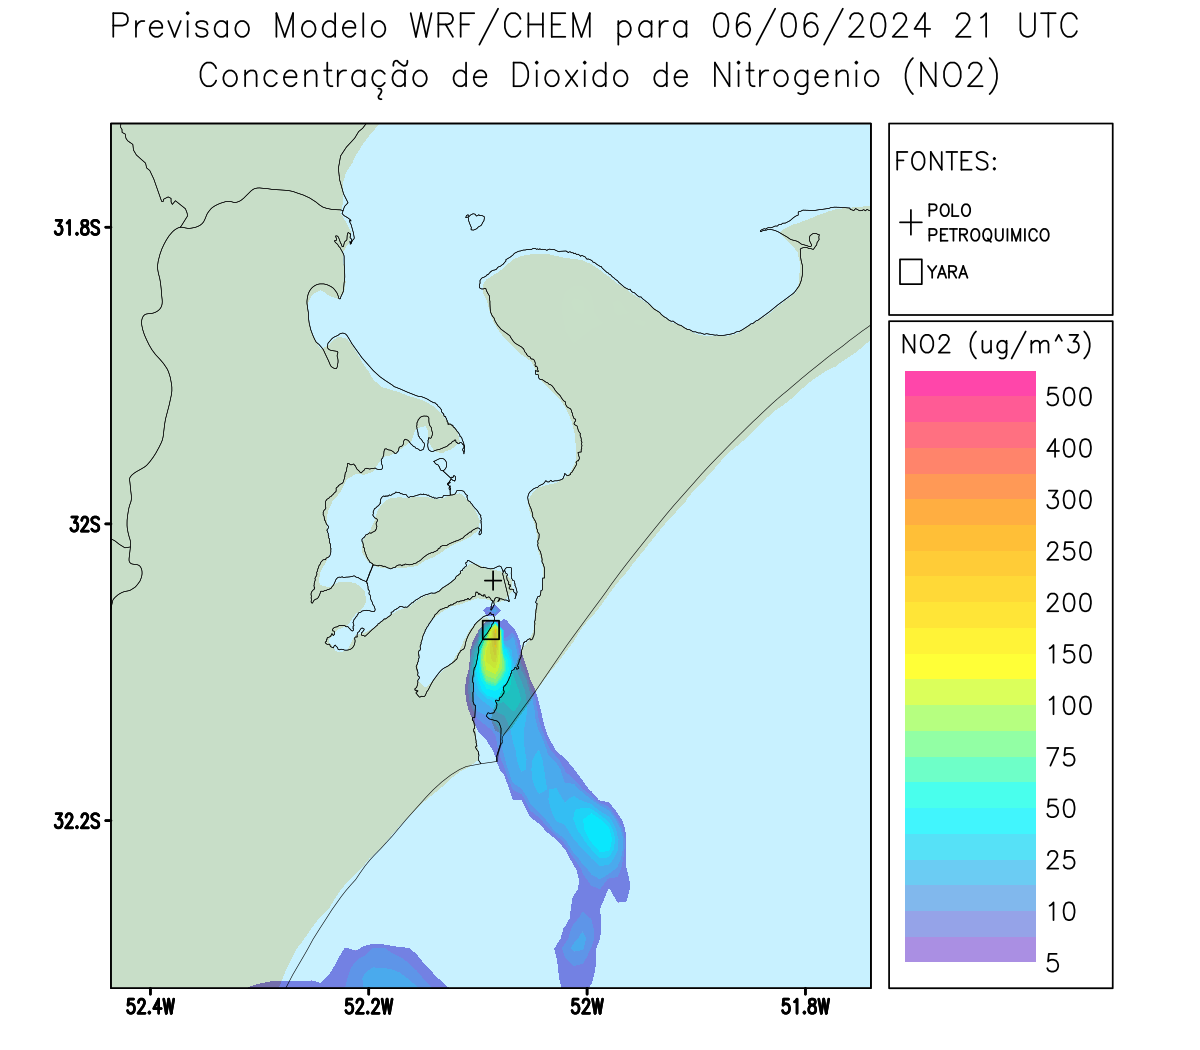 Previsao Modelo WRF/CHEM para 06/06/2024 21 UTC
Concentração de Dioxido de Nitrogenio (NO2)
FONTES:
POLO
PETROQUIMICO
YARA
31.8S
32S
32.2S
52.4W
52.2W
52W
51.8W
NO2 (ug/m^3)
500
400
300
250
200
150
100
75
50
25
10
5